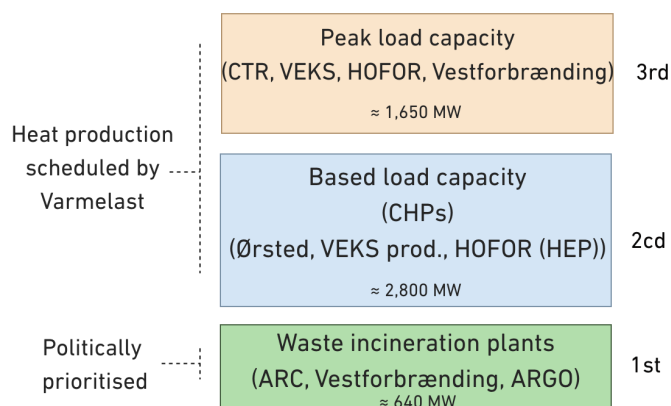 Peak load capacity
(CTR, VEKS, HOFOR, Vestforbrænding)
≈ 1,650 MW
3rd
Heat production
scheduled by
Varmelast
Based load capacity
(CHPs)
(Ørsted, VEKS prod., HOFOR (HEP))
≈ 2,800 MW
2cd
Politically
prioritised
Waste incineration plants
(ARC, Vestforbrænding, ARGO)
≈ 640 MW
1st